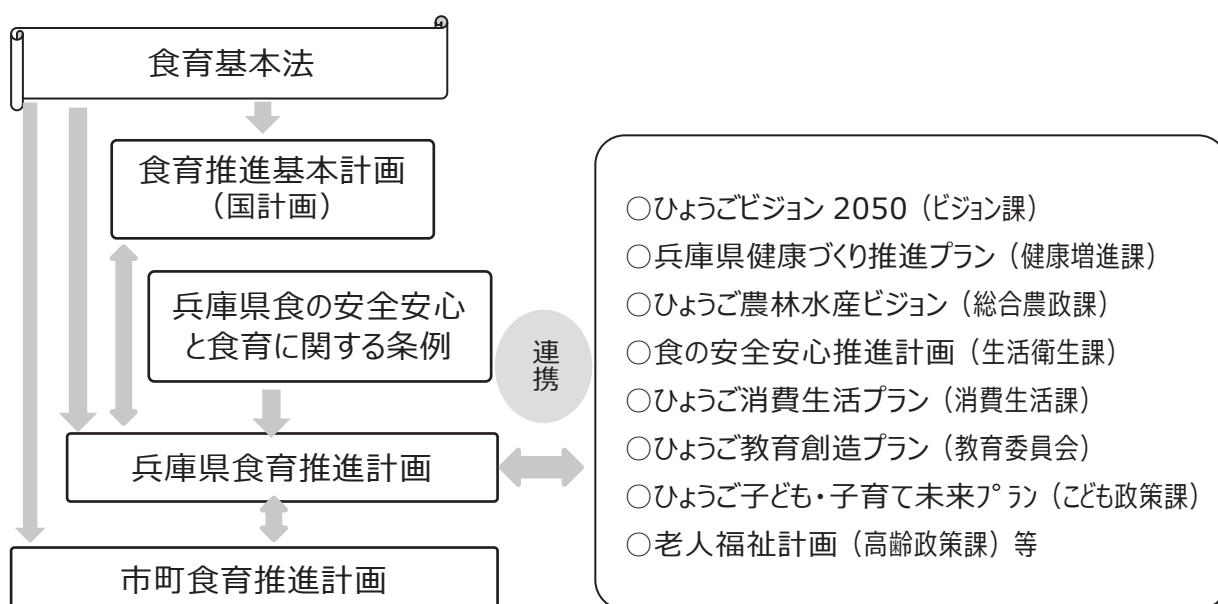 食育基本法
食育推進基本計画
（国計画）
兵庫県食の安全安心
と食育に関する条例
兵庫県食育推進計画
市町食育推進計画
連携
○ひょうごビジョン 2050（ビジョン課）
○兵庫県健康づくり推進プラン（健康増進課）
○ひょうご農林水産ビジョン（総合農政課）
○食の安全安心推進計画（生活衛生課）
○ひょうご消費生活プラン（消費生活課）
○ひょうご教育創造プラン（教育委員会）
○ひょうご子ども・子育て未来プラン（こども政策課）
○老人福祉計画（高齢政策課）等